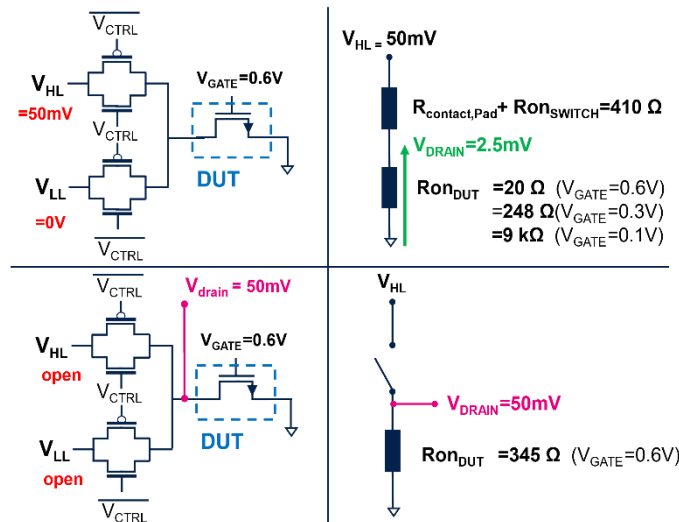 V_CTRL
V_HL
=50mV
V_CTRL
V_LL
=0V
V_CTRL
V_GATE=0.6V
DUT
V_HL = 50mV
R_contact,Pad+ Ron_SWITCH=410 Ω
V_DRAIN=2.5mV
Ron_DUT =20 Ω (V_GATE=0.6V)
=248 Ω(V_GATE=0.3V)
=9 kΩ (V_GATE=0.1V)
V_CTRL
V_HL
open
V_CTRL
V_LL
open
V_CTRL
V_drain = 50mV
V_GATE=0.6V
DUT
V_HL
V_DRAIN=50mV
Ron_DUT =345 Ω (V_GATE=0.6V)